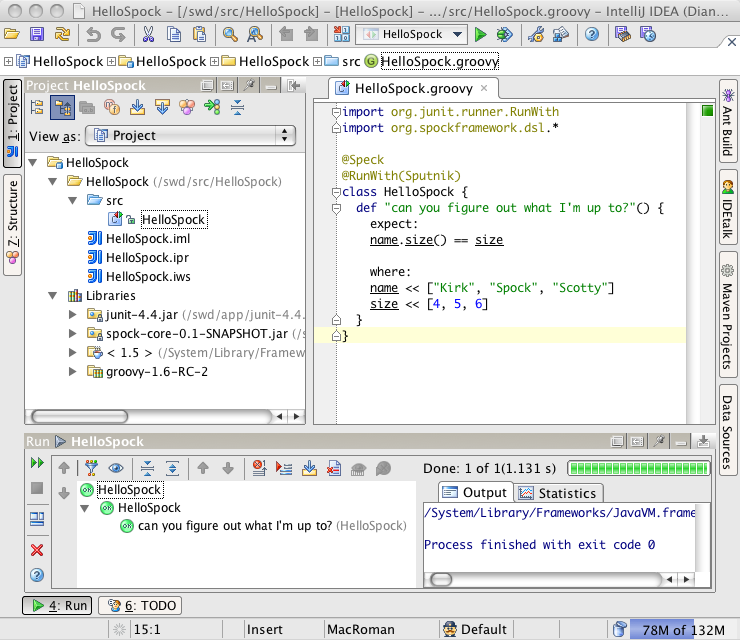 HelloSpock - [/swd/src/HelloSpock] - [HelloSpock] - .../src/HelloSpock.groovy - IntelliJ IDEA (Dian
HelloSpock
HelloSpock HelloSpock HelloSpock src HelloSpock.groovy
Project HelloSpock
HelloSpock.groovy
View as: Project
HelloSpock
HelloSpock (/swd/src/HelloSpock)
src
HelloSpock
HelloSpock.iml
HelloSpock.ipr
HelloSpock.iws
Libraries
junit-4.4.jar (/swd/app/junit-4.4.
spock-core-0.1-SNAPSHOT.jar (/s
< 1.5 > (/System/Library/Framew
groovy-1.6-RC-2
1: Project
7: Structure
import org.junit.runner.RunWith
import org.spockframework.dsl.*
@Speck
@RunWith(Sputnik)
class HelloSpock {
def "can you figure out what I'm up to?"() {
expect:
name.size() == size
where:
name << ["Kirk", "Spock", "Scotty"]
size << [4, 5, 6]
}
}
Ant Build
IDEtalk
Maven Projects
Data Sources
Run HelloSpock
Done: 1 of 1(1.131 s)
HelloSpock
HelloSpock
can you figure out what I'm up to? (HelloSpock)
Output Statistics
/System/Library/Frameworks/JavaVM.frame
Process finished with exit code 0
4: Run 6: TODO
15:1 Insert MacRoman Default 78M of 132M